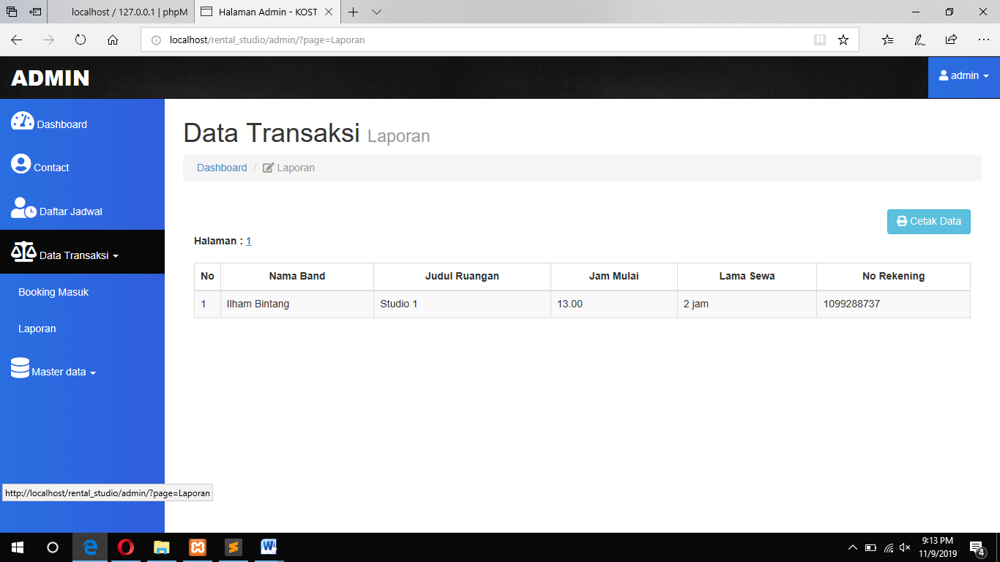 localhost / 127.0.0.1 | phpM
Halaman Admin - KOST
localhost/rental_studio/admin/?page=Laporan
ADMIN
admin
Dashboard
Contact
Daftar Jadwal
Data Transaksi
Booking Masuk
Laporan
Master data
Data Transaksi Laporan
Dashboard / Laporan
Cetak Data
Halaman : 1
No Nama Band Judul Ruangan Jam Mulai Lama Sewa No Rekening
1 Ilham Bintang Studio 1 13.00 2 jam 1099288737
http://localhost/rental_studio/admin/?page=Laporan
9:13 PM
11/9/2019
4